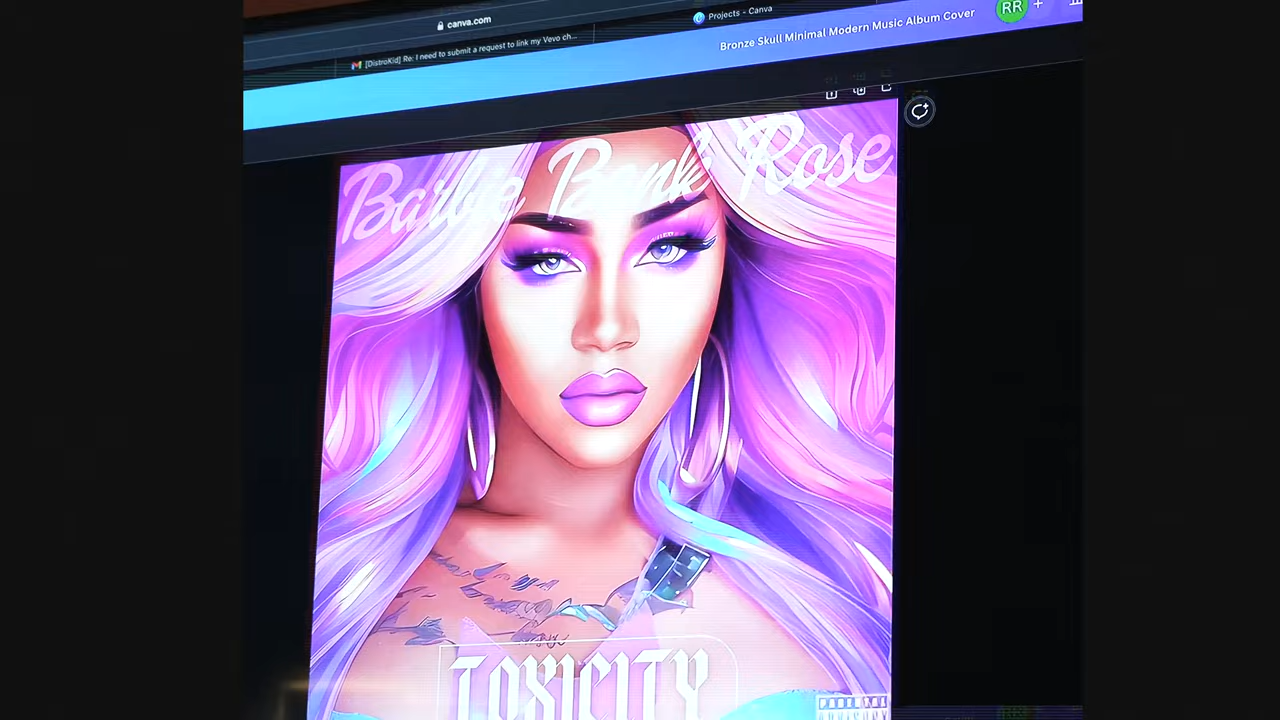 canva.com
Projects - Canva
[DistroKid] Re: I need to submit a request to link my Vevo ch...
Bronze Skull Minimal Modern Music Album Cover
RR
Barbie Bank Rose
TOXICITY